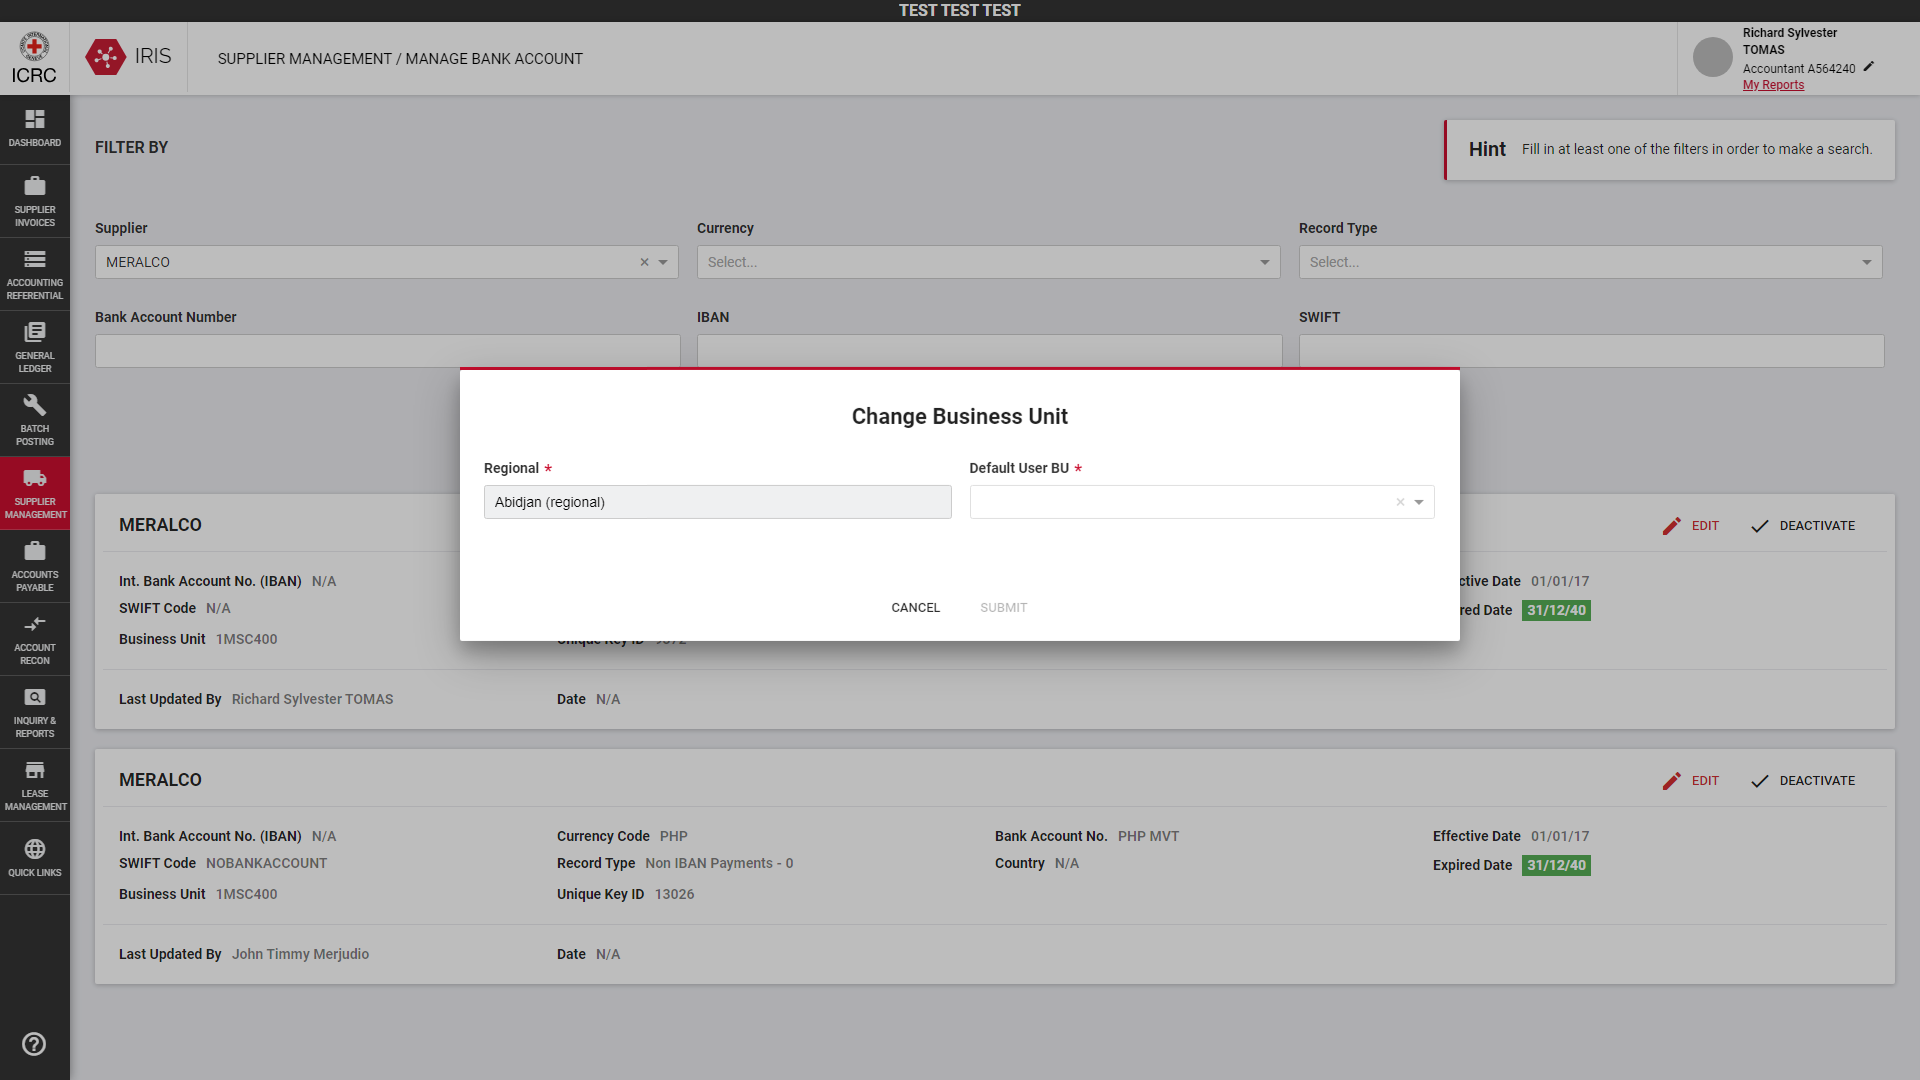 TEST TEST TEST
ICRC
IRIS
SUPPLIER MANAGEMENT / MANAGE BANK ACCOUNT
Richard Sylvester
TOMAS
Accountant A564240
My Reports
DASHBOARD
SUPPLIER
INVOICES
ACCOUNTING
REFERENTIAL
GENERAL
LEDGER
BATCH
POSTING
SUPPLIER
MANAGEMENT
ACCOUNTS
PAYABLE
ACCOUNT
RECON
INQUIRY &
REPORTS
LEASE
MANAGEMENT
QUICK LINKS
FILTER BY
Hint Fill in at least one of the filters in order to make a search.
Supplier Currency Record Type
MERALCO Select... Select...
Bank Account Number IBAN SWIFT
Change Business Unit
Regional * Default User BU *
Abidjan (regional)
CANCEL SUBMIT
MERALCO EDIT DEACTIVATE
Int. Bank Account No. (IBAN) N/A ctive Date 01/01/17
SWIFT Code N/A red Date 31/12/40
Business Unit 1MSC400 Unique Key ID 9372
Last Updated By Richard Sylvester TOMAS Date N/A
MERALCO EDIT DEACTIVATE
Int. Bank Account No. (IBAN) N/A Currency Code PHP Bank Account No. PHP MVT Effective Date 01/01/17
SWIFT Code NOBANKACCOUNT Record Type Non IBAN Payments - 0 Country N/A Expired Date 31/12/40
Business Unit 1MSC400 Unique Key ID 13026
Last Updated By John Timmy Merjudio Date N/A